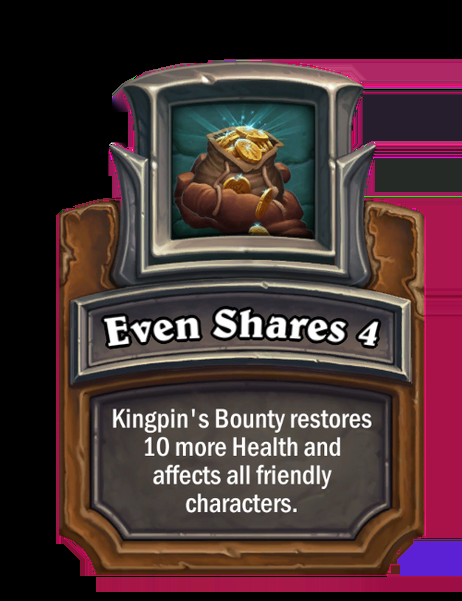 Even Shares 4
Kingpin's Bounty restores
10 more Health and
affects all friendly
characters.